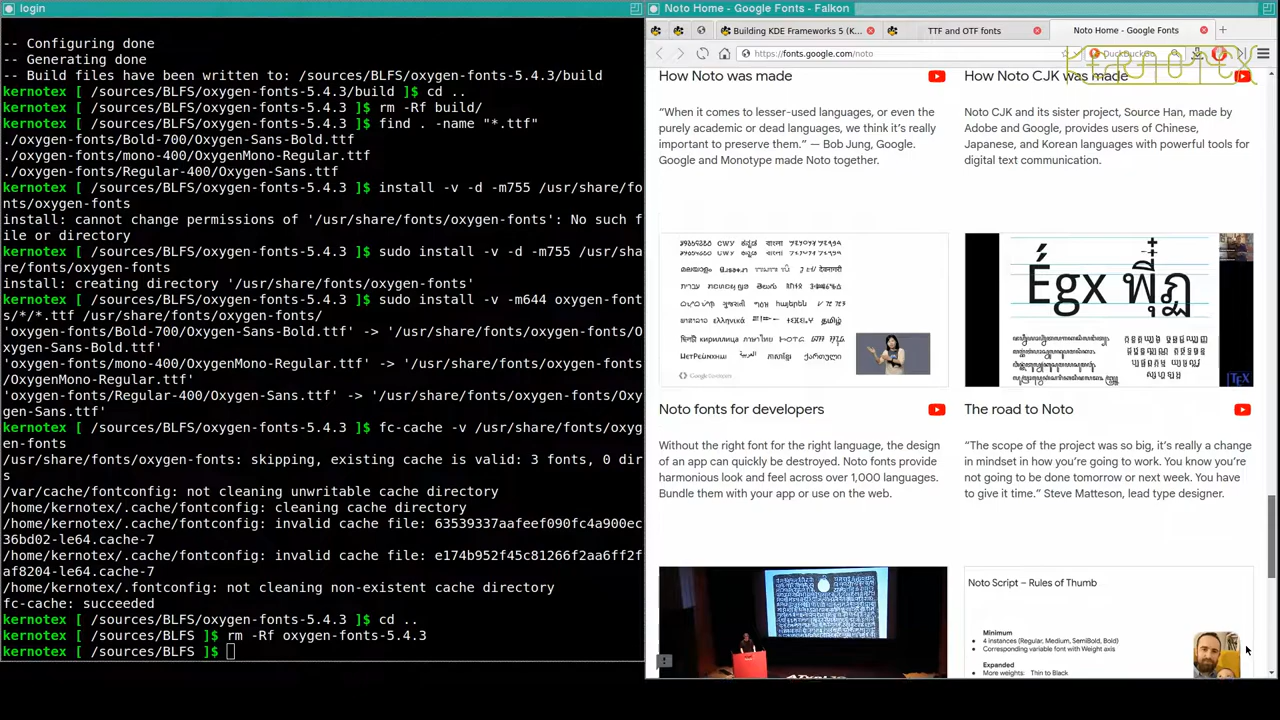 login
-- Configuring done
-- Generating done
-- Build files have been written to: /sources/BLFS/oxygen-fonts-5.4.3/build
kernotex [ /sources/BLFS/oxygen-fonts-5.4.3/build ]$ cd ..
kernotex [ /sources/BLFS/oxygen-fonts-5.4.3 ]$ rm -Rf build/
kernotex [ /sources/BLFS/oxygen-fonts-5.4.3 ]$ find . -name "*.ttf"
./oxygen-fonts/Bold-700/Oxygen-Sans-Bold.ttf
./oxygen-fonts/mono-400/OxygenMono-Regular.ttf
./oxygen-fonts/Regular-400/Oxygen-Sans.ttf
kernotex [ /sources/BLFS/oxygen-fonts-5.4.3 ]$ install -v -d -m755 /usr/share/fo
nts/oxygen-fonts
install: cannot change permissions of '/usr/share/fonts/oxygen-fonts': No such f
ile or directory
kernotex [ /sources/BLFS/oxygen-fonts-5.4.3 ]$ sudo install -v -d -m755 /usr/sha
re/fonts/oxygen-fonts
install: creating directory '/usr/share/fonts/oxygen-fonts'
kernotex [ /sources/BLFS/oxygen-fonts-5.4.3 ]$ sudo install -v -m644 oxygen-font
s/*/*.ttf /usr/share/fonts/oxygen-fonts/
'oxygen-fonts/Bold-700/Oxygen-Sans-Bold.ttf' -> '/usr/share/fonts/oxygen-fonts/O
xygen-Sans-Bold.ttf'
'oxygen-fonts/mono-400/OxygenMono-Regular.ttf' -> '/usr/share/fonts/oxygen-fonts
/OxygenMono-Regular.ttf'
'oxygen-fonts/Regular-400/Oxygen-Sans.ttf' -> '/usr/share/fonts/oxygen-fonts/Oxy
gen-Sans.ttf'
kernotex [ /sources/BLFS/oxygen-fonts-5.4.3 ]$ fc-cache -v /usr/share/fonts/oxyg
en-fonts
/usr/share/fonts/oxygen-fonts: skipping, existing cache is valid: 3 fonts, 0 dir
s
/var/cache/fontconfig: not cleaning unwritable cache directory
/home/kernotex/.cache/fontconfig: cleaning cache directory
/home/kernotex/.cache/fontconfig: invalid cache file: 63539337aafeef090fc4a900ec
36bd02-le64.cache-7
/home/kernotex/.cache/fontconfig: invalid cache file: e174b952f45c81266f2aa6ff2f
af8204-le64.cache-7
/home/kernotex/.fontconfig: not cleaning non-existent cache directory
fc-cache: succeeded
kernotex [ /sources/BLFS/oxygen-fonts-5.4.3 ]$ cd ..
kernotex [ /sources/BLFS ]$ rm -Rf oxygen-fonts-5.4.3
kernotex [ /sources/BLFS ]$
Noto Home - Google Fonts - Falkon
Building KDE Frameworks 5 (K... TTF and OTF fonts Noto Home - Google Fonts
https://fonts.google.com/noto DuckDuckGo
KERNOTEX
How Noto was made
"When it comes to lesser-used languages, or even the
purely academic or dead languages, we think it's really
important to preserve them." — Bob Jung, Google.
Google and Monotype made Noto together.
How Noto CJK was made
Noto CJK and its sister project, Source Han, made by
Adobe and Google, provides users of Chinese,
Japanese, and Korean languages with powerful tools for
digital text communication.
Noto fonts for developers
Without the right font for the right language, the design
of an app can quickly be destroyed. Noto fonts provide
harmonious look and feel across over 1,000 languages.
Bundle them with your app or use on the web.
The road to Noto
"The scope of the project was so big, it's really a change
in mindset in how you're going to work. You know you're
not going to be done tomorrow or next week. You have
to give it time." Steve Matteson, lead type designer.
Noto Script – Rules of Thumb
Minimum
4 instances (Regular, Medium, SemiBold, Bold)
Corresponding variable font with Weight axis
Expanded
More weights: Thin to Black